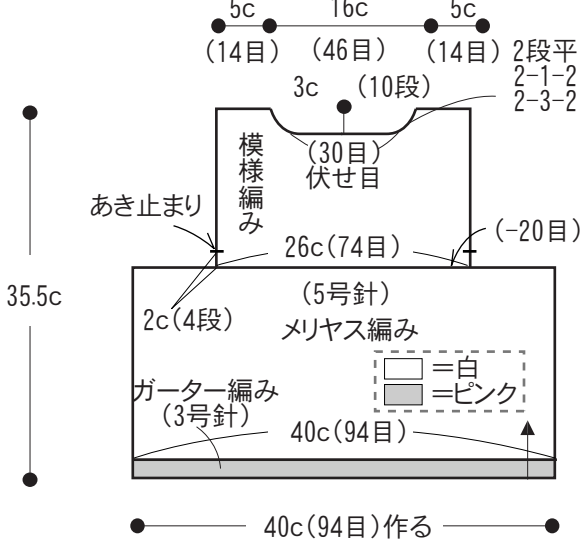 5c 16c 5c
(14目) (46目) (14目) 2段平
3c (10段) 2-1-2
2-3-2
(30目)
伏せ目
模様編み
あき止まり
26c(74目)
(-20目)
35.5c
2c(4段)
(5号針)
メリヤス編み
=白
=ピンク
ガーター編み
(3号針)
40c(94目)
40c(94目)作る